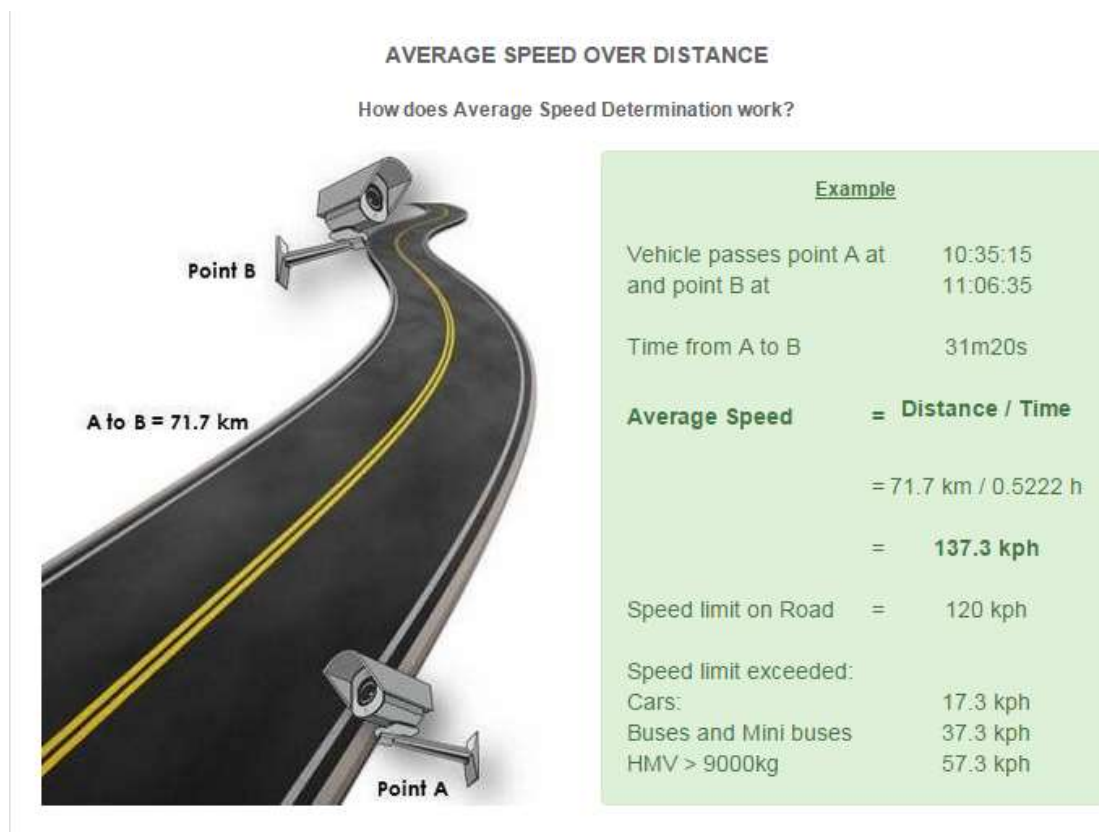 AVERAGE SPEED OVER DISTANCE
How does Average Speed Determination work?
Point B
A to B = 71.7 km
Point A
Example
Vehicle passes point A at 10:35:15
and point B at 11:06:35
Time from A to B 31m20s
Average Speed = Distance / Time
= 71.7 km / 0.5222 h
= 137.3 kph
Speed limit on Road = 120 kph
Speed limit exceeded:
Cars: 17.3 kph
Buses and Mini buses 37.3 kph
HMV > 9000kg 57.3 kph